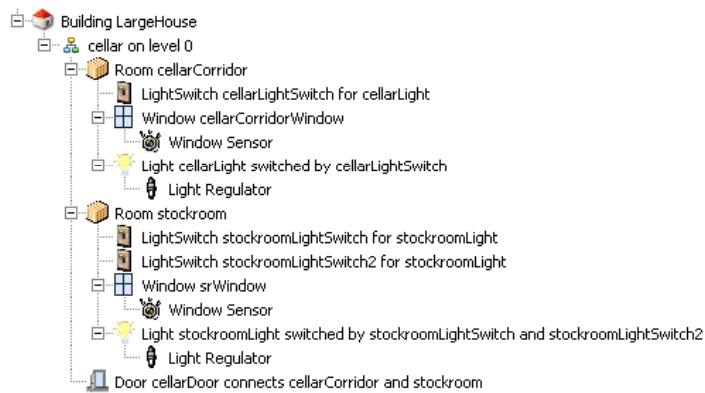 Building LargeHouse
cellar on level 0
Room cellarCorridor
LightSwitch cellarLightSwitch for cellarLight
Window cellarCorridorWindow
Window Sensor
Light cellarLight switched by cellarLightSwitch
Light Regulator
Room stockroom
LightSwitch stockroomLightSwitch for stockroomLight
LightSwitch stockroomLightSwitch2 for stockroomLight
Window srWindow
Window Sensor
Light stockroomLight switched by stockroomLightSwitch and stockroomLightSwitch2
Light Regulator
Door cellarDoor connects cellarCorridor and stockroom